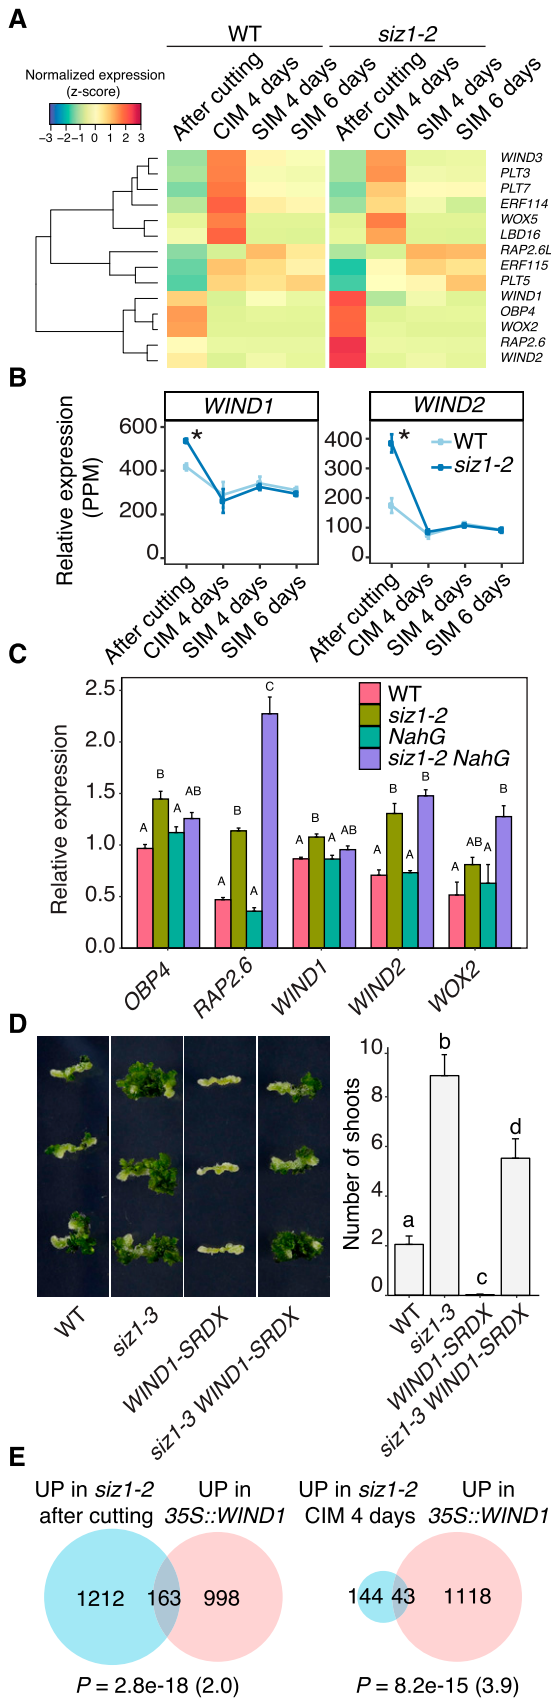 A
WT
siz1-2
Normalized expression
(z-score)
−3 −2−1 0 1 2 3
After cutting
CIM 4 days
SIM 4 days
SIM 6 days
After cutting
CIM 4 days
SIM 4 days
SIM 6 days
WIND3
PLT3
PLT7
ERF114
WOX5
LBD16
RAP2.6L
ERF115
PLT5
WIND1
OBP4
WOX2
RAP2.6
WIND2
B
WIND1
WIND2
Relative expression
(PPM)
600
400
200
0
*
400
300
200
100
0
*
WT
siz1-2
After cutting
CIM 4 days
SIM 4 days
SIM 6 days
After cutting
CIM 4 days
SIM 4 days
SIM 6 days
C
Relative expression
2.5
2.0
1.5
1.0
0.5
0.0
WT
siz1-2
NahG
siz1-2 NahG
A B A AB
A B A C
A B A AB
A B A B
A AB A B
OBP4
RAP2.6
WIND1
WIND2
WOX2
D
WT
siz1-3
WIND1-SRDX
siz1-3 WIND1-SRDX
Number of shoots
10
8
6
4
2
0
a
b
c
d
WT
siz1-3
WIND1-SRDX
siz1-3 WIND1-SRDX
E
UP in siz1-2
after cutting
UP in
35S::WIND1
UP in siz1-2
CIM 4 days
UP in
35S::WIND1
1212 163 998
144 43 1118
P = 2.8e-18 (2.0)
P = 8.2e-15 (3.9)